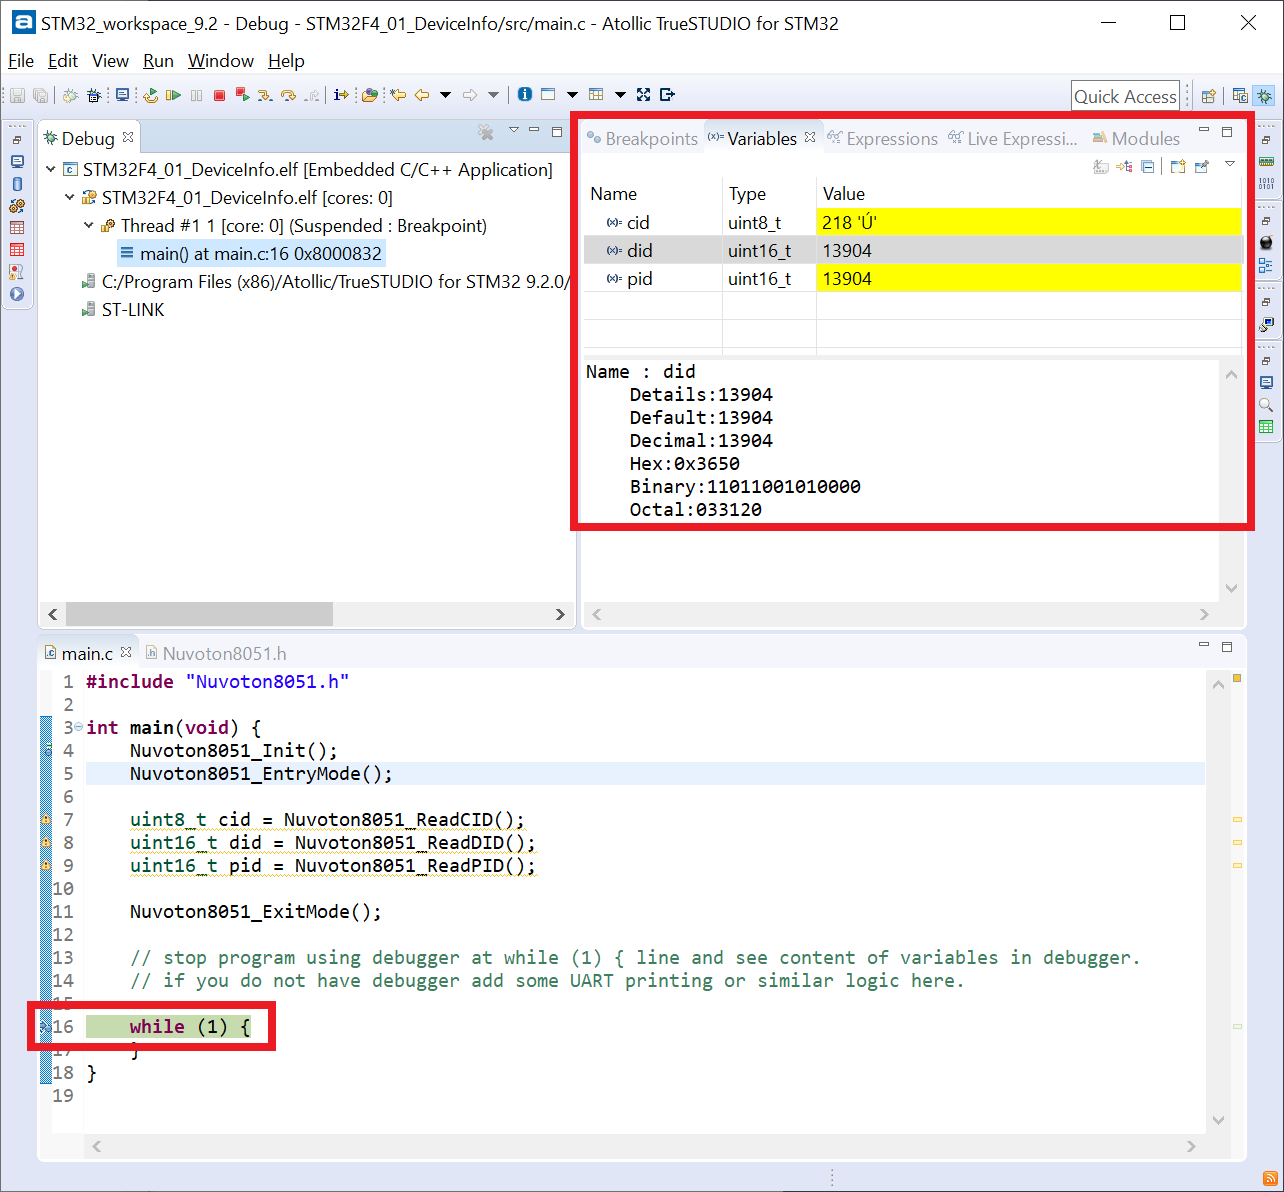 STM32_workspace_9.2 - Debug - STM32F4_01_DeviceInfo/src/main.c - Atollic TrueSTUDIO for STM32
File Edit View Run Window Help
Quick Access
Debug
STM32F4_01_DeviceInfo.elf [Embedded C/C++ Application]
STM32F4_01_DeviceInfo.elf [cores: 0]
Thread #1 1 [core: 0] (Suspended : Breakpoint)
main() at main.c:16 0x8000832
C:/Program Files (x86)/Atollic/TrueSTUDIO for STM32 9.2.0/
ST-LINK
Breakpoints (x)= Variables Expressions Live Expressi... Modules
Name Type Value
(x)= cid uint8_t 218 'Ú'
(x)= did uint16_t 13904
(x)= pid uint16_t 13904
Name : did
Details:13904
Default:13904
Decimal:13904
Hex:0x3650
Binary:11011001010000
Octal:033120
main.c Nuvoton8051.h
1 #include "Nuvoton8051.h"
2
3 int main(void) {
4 Nuvoton8051_Init();
5 Nuvoton8051_EntryMode();
6
7 uint8_t cid = Nuvoton8051_ReadCID();
8 uint16_t did = Nuvoton8051_ReadDID();
9 uint16_t pid = Nuvoton8051_ReadPID();
10
11 Nuvoton8051_ExitMode();
12
13 // stop program using debugger at while (1) { line and see content of variables in debugger.
14 // if you do not have debugger add some UART printing or similar logic here.
15
16 while (1) {
17 }
18 }
19